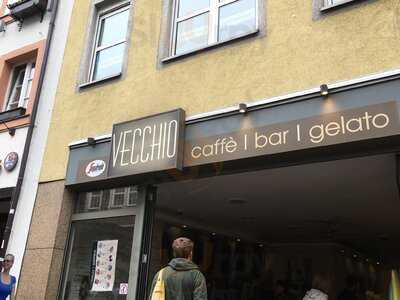 VECCHIO
caffè | bar | gelato